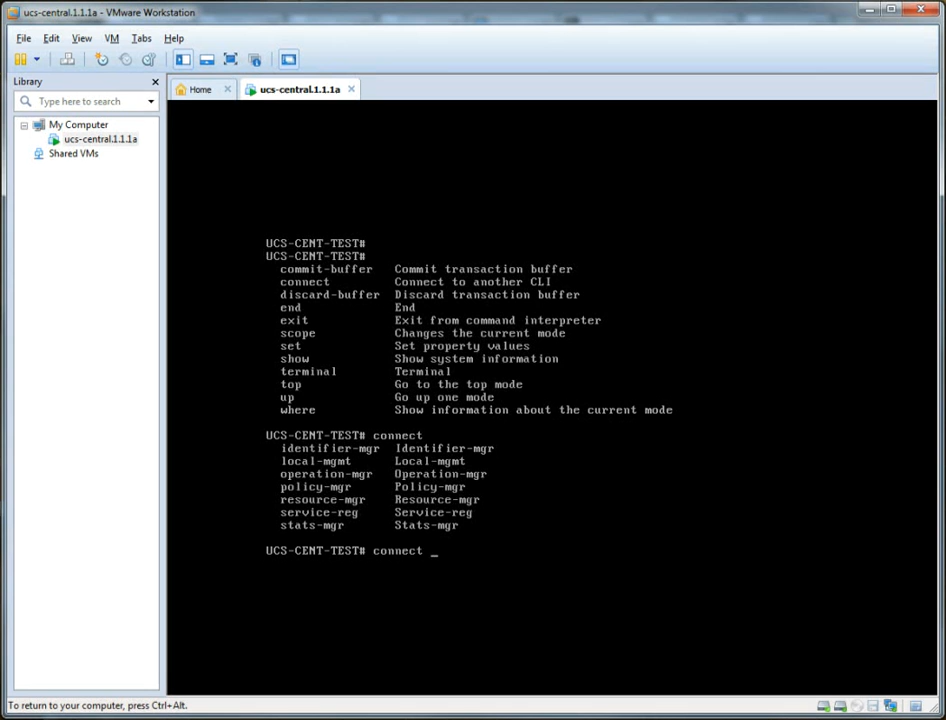 ucs-central.1.1.1a - VMware Workstation
File Edit View VM Tabs Help
Library
Type here to search
My Computer
ucs-central.1.1.1a
Shared VMs
Home
ucs-central.1.1.1a
UCS-CENT-TEST#
UCS-CENT-TEST#
commit-buffer Commit transaction buffer
connect Connect to another CLI
discard-buffer Discard transaction buffer
end End
exit Exit from command interpreter
scope Changes the current mode
set Set property values
show Show system information
terminal Terminal
top Go to the top mode
up Go up one mode
where Show information about the current mode
UCS-CENT-TEST# connect
identifier-mgr Identifier-mgr
local-mgmt Local-mgmt
operation-mgr Operation-mgr
policy-mgr Policy-mgr
resource-mgr Resource-mgr
service-reg Service-reg
stats-mgr Stats-mgr
UCS-CENT-TEST# connect _
To return to your computer, press Ctrl+Alt.